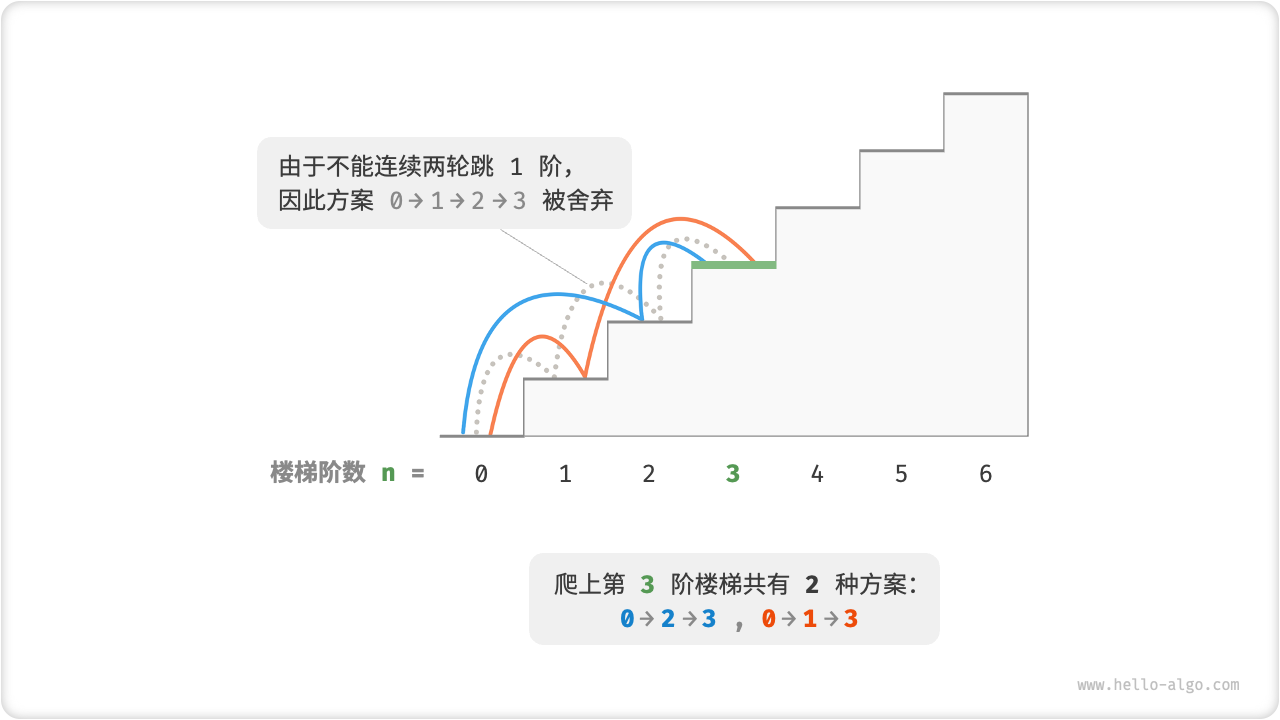 由于不能连续两轮跳 1 阶，
因此方案 0→1→2→3 被舍弃
楼梯阶数 n = 0 1 2 3 4 5 6
爬上第 3 阶楼梯共有 2 种方案：
0→2→3 , 0→1→3
www.hello-algo.com